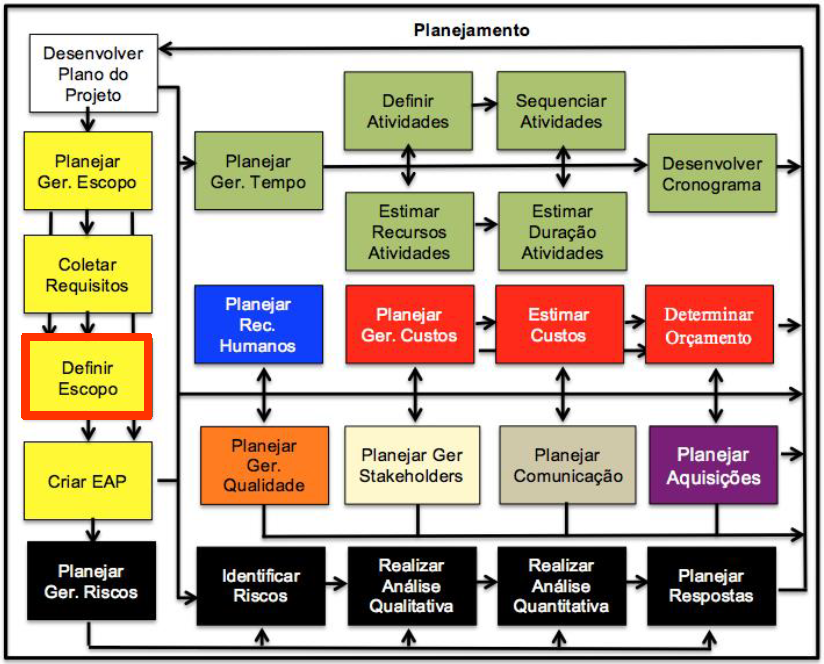 Planejamento
Desenvolver
Plano do
Projeto
Planejar
Ger. Escopo
Coletar
Requisitos
Definir
Escopo
Criar EAP
Planejar
Ger. Riscos
Planejar
Ger. Tempo
Definir
Atividades
Sequenciar
Atividades
Estimar
Recursos
Atividades
Estimar
Duração
Atividades
Desenvolver
Cronograma
Planejar
Rec.
Humanos
Planejar
Ger. Custos
Estimar
Custos
Determinar
Orçamento
Planejar
Ger.
Qualidade
Planejar Ger
Stakeholders
Planejar
Comunicação
Planejar
Aquisições
Identificar
Riscos
Realizar
Análise
Qualitativa
Realizar
Análise
Quantitativa
Planejar
Respostas